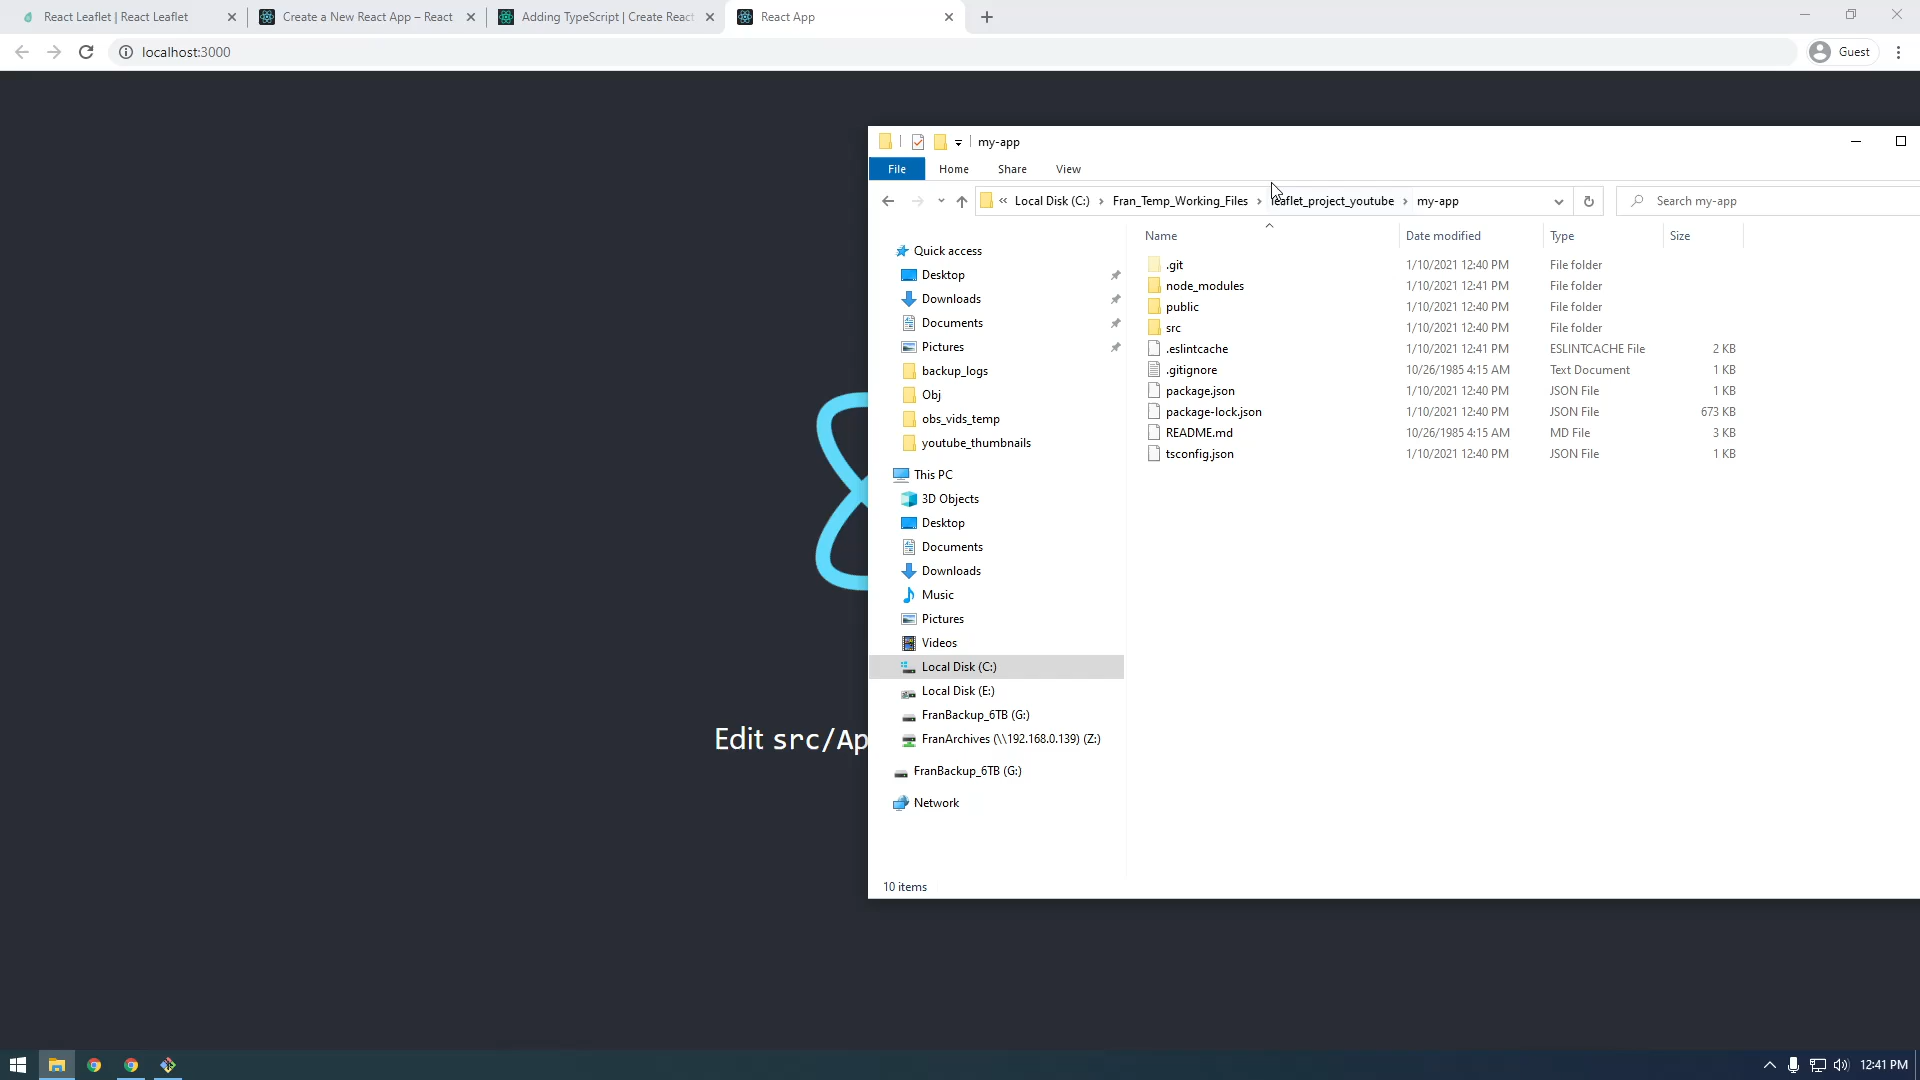 React Leaflet | React Leaflet
Create a New React App – React
Adding TypeScript | Create React
React App
localhost:3000
Guest
my-app
File Home Share View
« Local Disk (C:) › Fran_Temp_Working_Files › leaflet_project_youtube › my-app
Search my-app
Name Date modified Type Size
Quick access
Desktop
Downloads
Documents
Pictures
backup_logs
Obj
obs_vids_temp
youtube_thumbnails
This PC
3D Objects
Desktop
Documents
Downloads
Music
Pictures
Videos
Local Disk (C:)
Local Disk (E:)
FranBackup_6TB (G:)
FranArchives (\\192.168.0.139) (Z:)
FranBackup_6TB (G:)
Network
.git 1/10/2021 12:40 PM File folder
node_modules 1/10/2021 12:41 PM File folder
public 1/10/2021 12:40 PM File folder
src 1/10/2021 12:40 PM File folder
.eslintcache 1/10/2021 12:41 PM ESLINTCACHE File 2 KB
.gitignore 10/26/1985 4:15 AM Text Document 1 KB
package.json 1/10/2021 12:40 PM JSON File 1 KB
package-lock.json 1/10/2021 12:40 PM JSON File 673 KB
README.md 10/26/1985 4:15 AM MD File 3 KB
tsconfig.json 1/10/2021 12:40 PM JSON File 1 KB
10 items
Edit src/Ap
12:41 PM